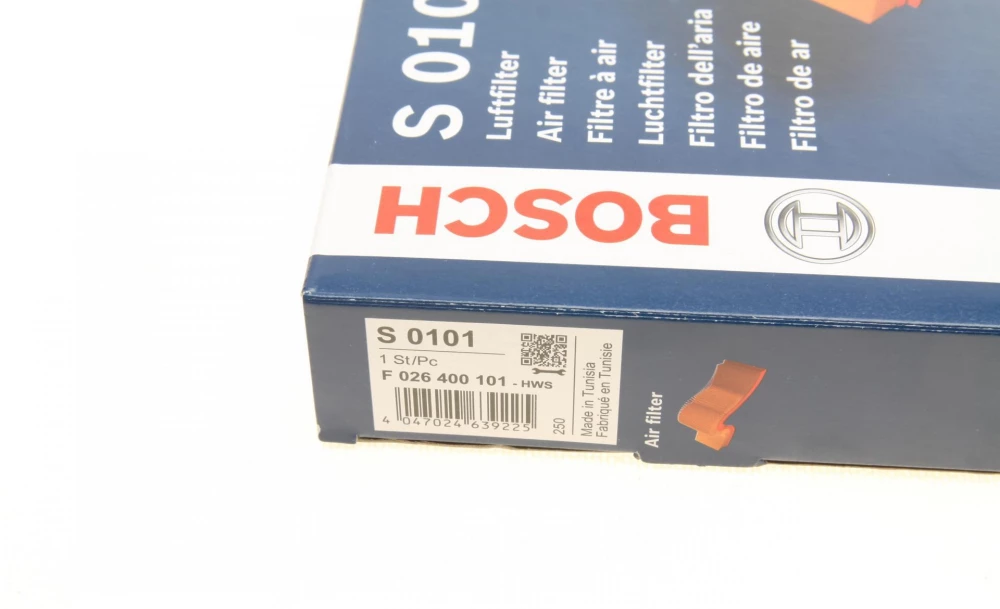 S 010
Luftfilter
Air filter
Filtre à air
Luchtfilter
Filtro dell'aria
Filtro de aire
Filtro de ar
BOSCH
S 0101
1 St/Pc
F 026 400 101 - HWS
4 047024 639225
250
Made in Tunisia
Fabriqué en Tunisie
Air filter